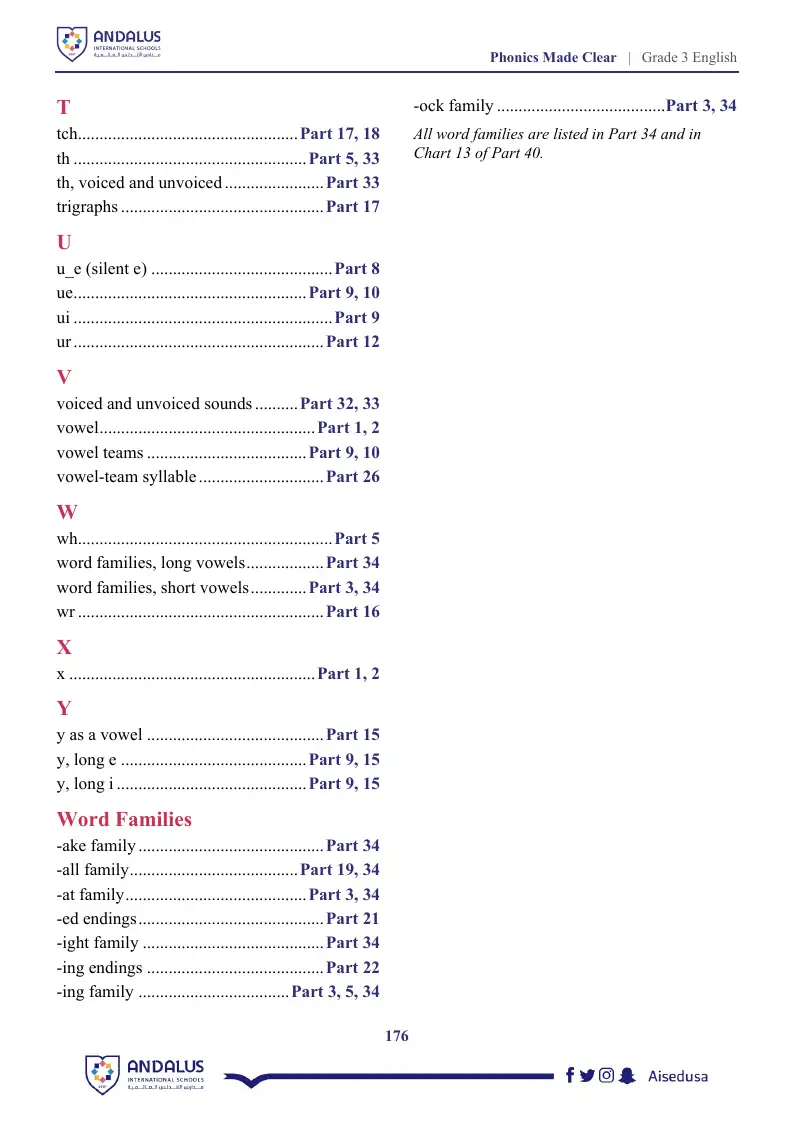 ANDALUS
INTERNATIONAL SCHOOLS
مدارس الأندلس العالمية
Phonics Made Clear | Grade 3 English
T
tch................................................... Part 17, 18
th ...................................................... Part 5, 33
th, voiced and unvoiced ....................... Part 33
trigraphs ............................................... Part 17
U
u_e (silent e) .......................................... Part 8
ue...................................................... Part 9, 10
ui ............................................................ Part 9
ur .......................................................... Part 12
V
voiced and unvoiced sounds .......... Part 32, 33
vowel.................................................. Part 1, 2
vowel teams ..................................... Part 9, 10
vowel-team syllable ............................. Part 26
W
wh........................................................... Part 5
word families, long vowels.................. Part 34
word families, short vowels ............. Part 3, 34
wr ......................................................... Part 16
X
x ......................................................... Part 1, 2
Y
y as a vowel ......................................... Part 15
y, long e ........................................... Part 9, 15
y, long i ............................................ Part 9, 15
Word Families
-ake family ........................................... Part 34
-all family....................................... Part 19, 34
-at family.......................................... Part 3, 34
-ed endings ........................................... Part 21
-ight family .......................................... Part 34
-ing endings ......................................... Part 22
-ing family ................................... Part 3, 5, 34
-ock family ....................................... Part 3, 34
All word families are listed in Part 34 and in
Chart 13 of Part 40.
176
ANDALUS
INTERNATIONAL SCHOOLS
مدارس الأندلس العالمية
Aisedusa